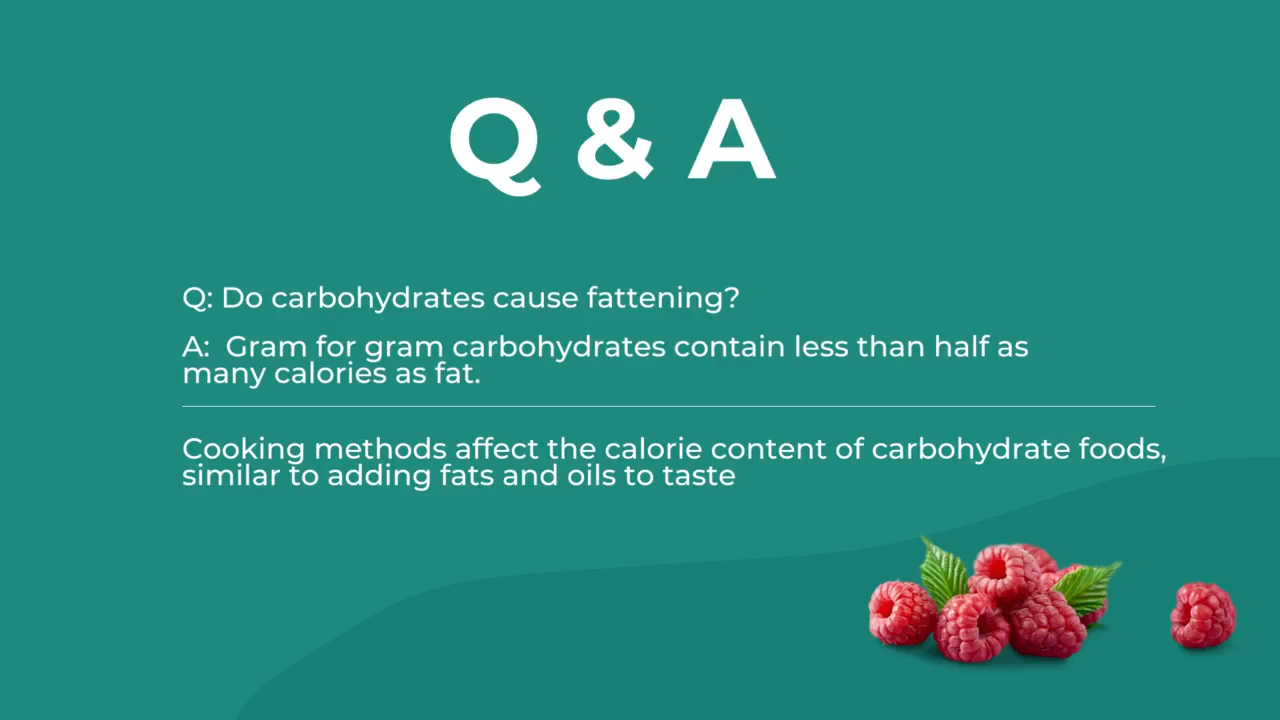 Q & A
Q: Do carbohydrates cause fattening?
A:  Gram for gram carbohydrates contain less than half as
many calories as fat.
Cooking methods affect the calorie content of carbohydrate foods,
similar to adding fats and oils to taste